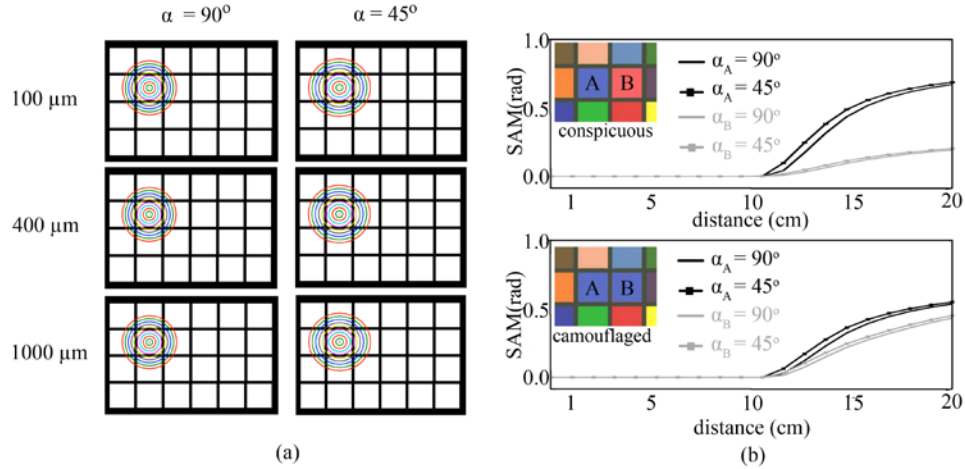 α = 90°
α = 45°
100 µm
400 µm
1000 µm
(a)
SAM(rad)
1.0
0.5
0.0
A
B
conspicuous
α_A = 90°
α_A = 45°
α_B = 90°
α_B = 45°
1
5
10
15
20
distance (cm)
SAM(rad)
1.0
0.5
0.0
A
B
camouflaged
α_A = 90°
α_A = 45°
α_B = 90°
α_B = 45°
1
5
10
15
20
distance (cm)
(b)